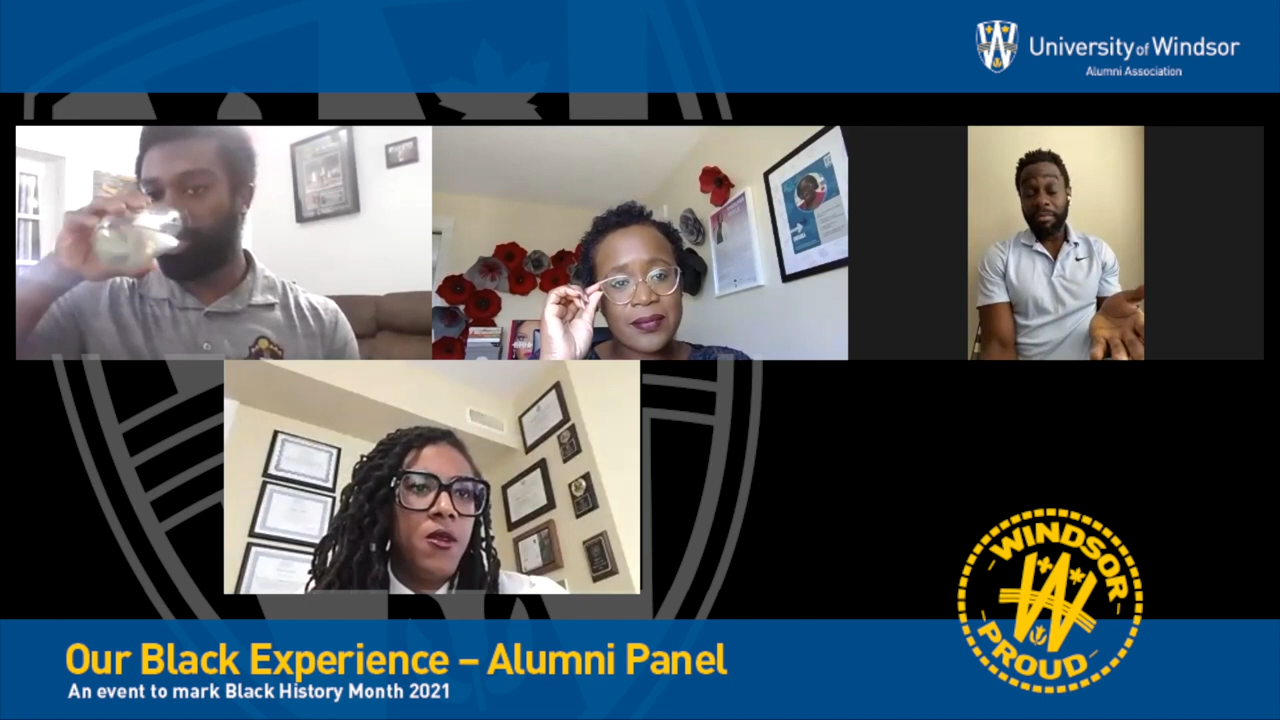 University of Windsor
Alumni Association
WINDSOR
PROUD
Our Black Experience – Alumni Panel
An event to mark Black History Month 2021